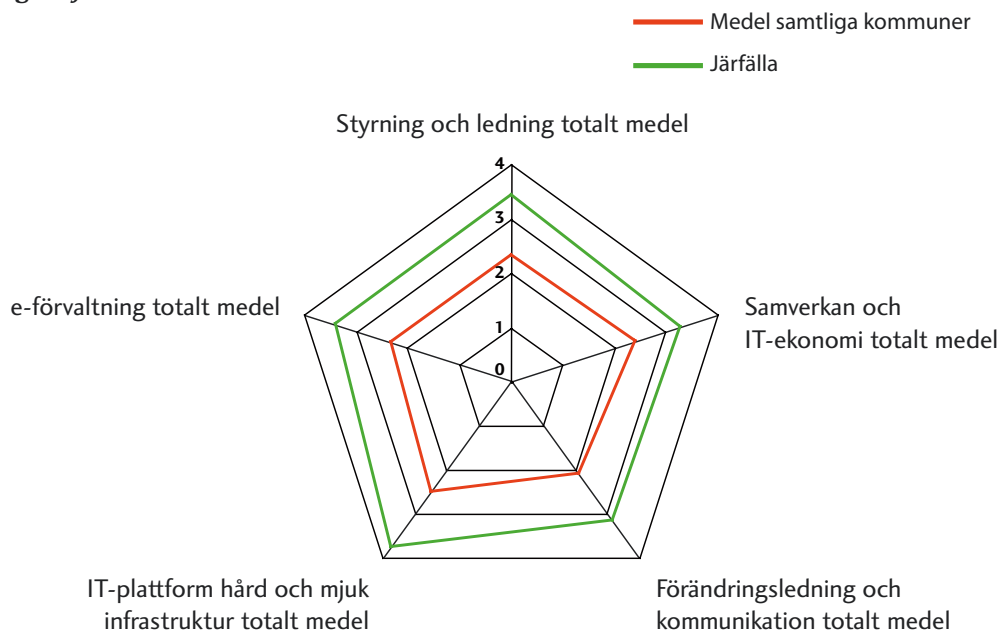 Medel samtliga kommuner
Järfälla
Styrning och ledning totalt medel
4
3
2
1
0
e-förvaltning totalt medel
Samverkan och
IT-ekonomi totalt medel
IT-plattform hård och mjuk
infrastruktur totalt medel
Förändringsledning och
kommunikation totalt medel